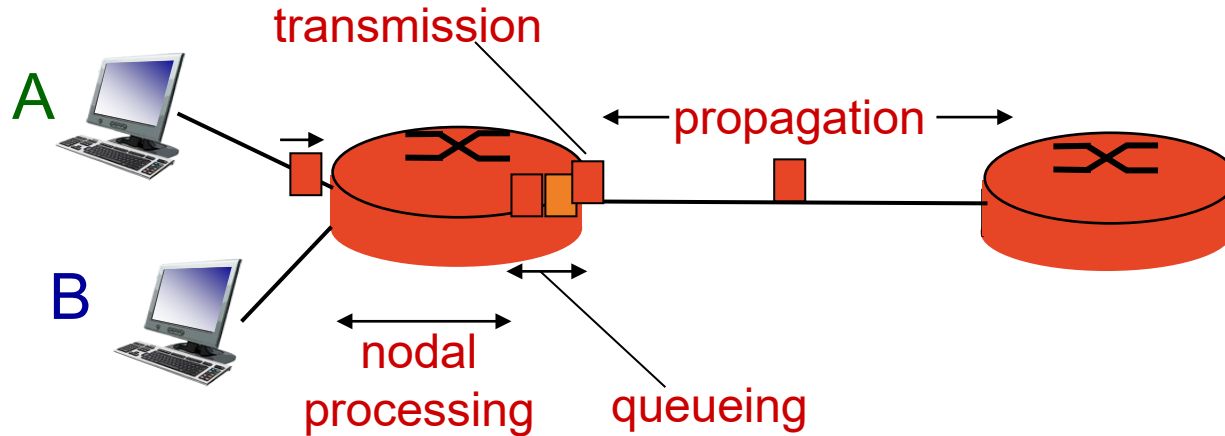 transmission
A
propagation
B
nodal
processing
queueing